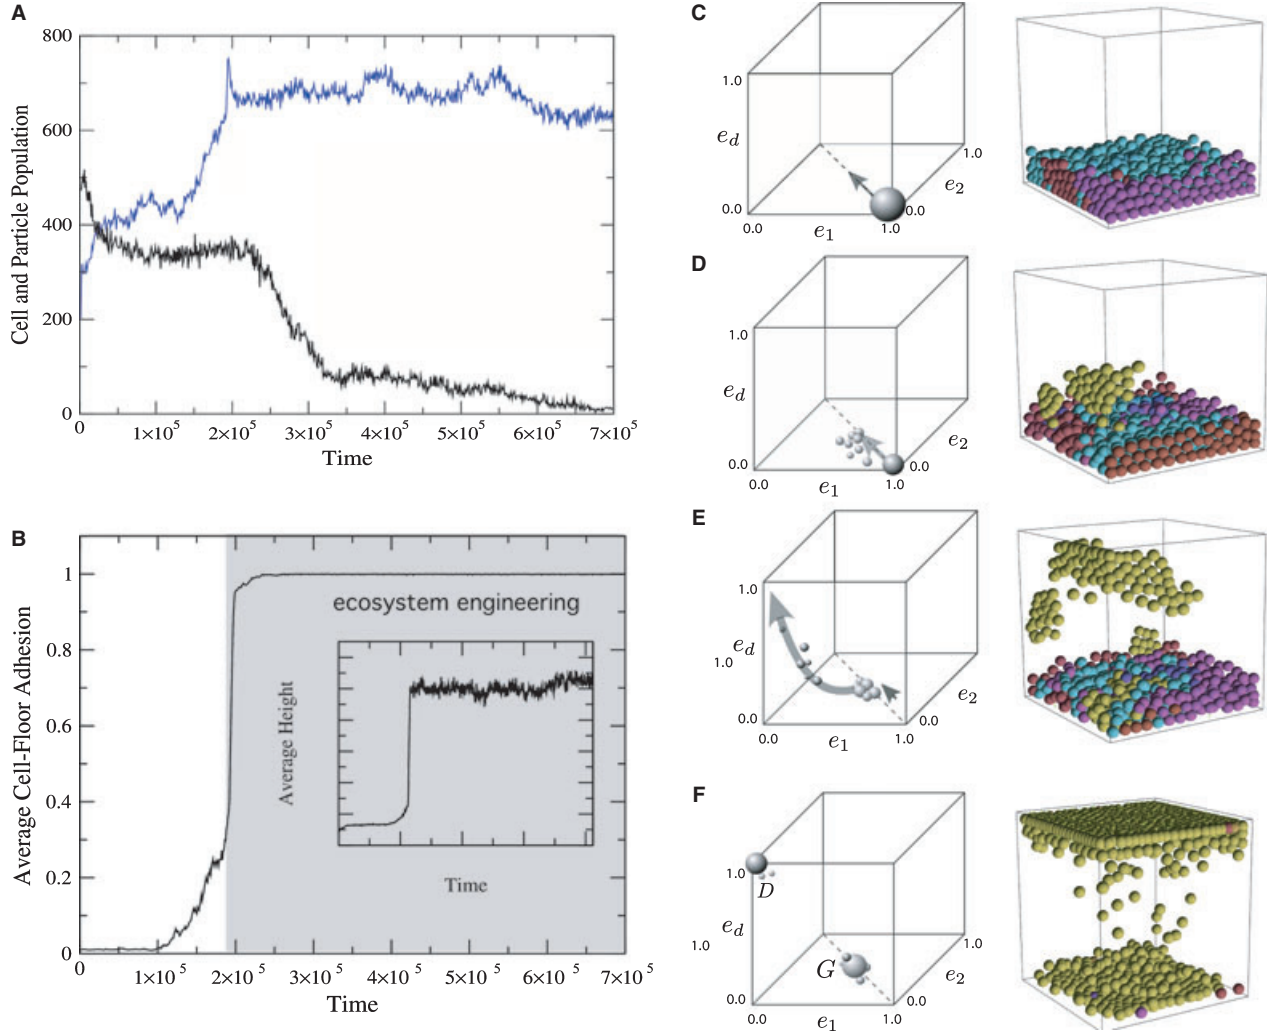 A
800
600
400
200
0
Cell and Particle Population
0 1×10⁵ 2×10⁵ 3×10⁵ 4×10⁵ 5×10⁵ 6×10⁵ 7×10⁵
Time
B
1
0.8
0.6
0.4
0.2
0
Average Cell-Floor Adhesion
ecosystem engineering
Average Height
Time
0 1×10⁵ 2×10⁵ 3×10⁵ 4×10⁵ 5×10⁵ 6×10⁵ 7×10⁵
Time
C
1.0
e_d
1.0
e₂
0.0
0.0
0.0 e₁ 1.0
D
1.0
e_d
e₂
0.0
0.0
0.0 e₁ 1.0
E
1.0
e_d
1.0
e₂
0.0
0.0
0.0 e₁ 1.0
F
1.0
D
e_d
1.0
1.0
G
e₂
0.0
0.0
0.0 e₁ 1.0